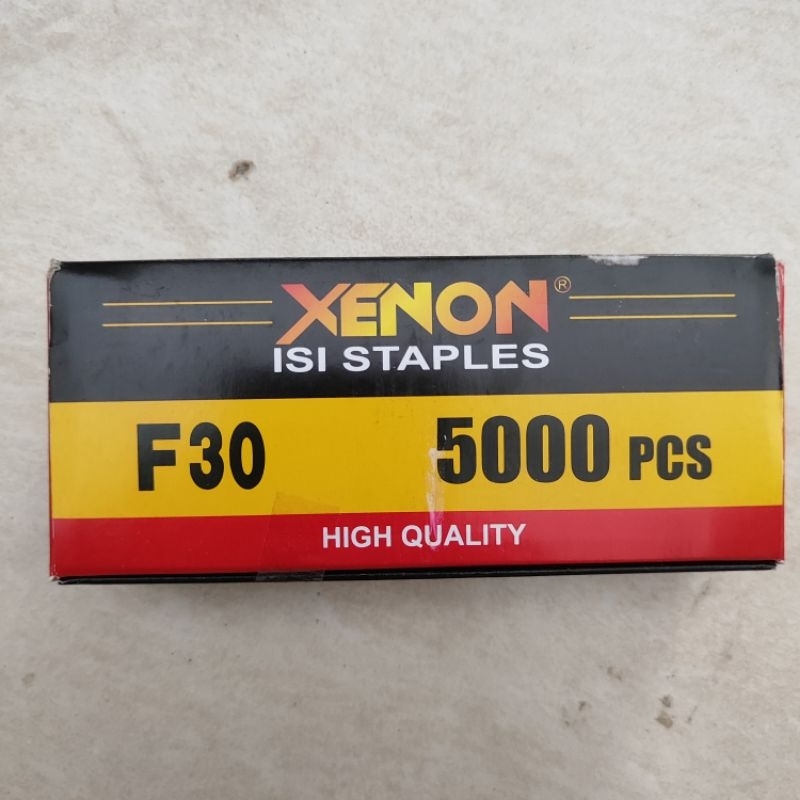 XENON®
ISI STAPLES
F30 5000 PCS
HIGH QUALITY